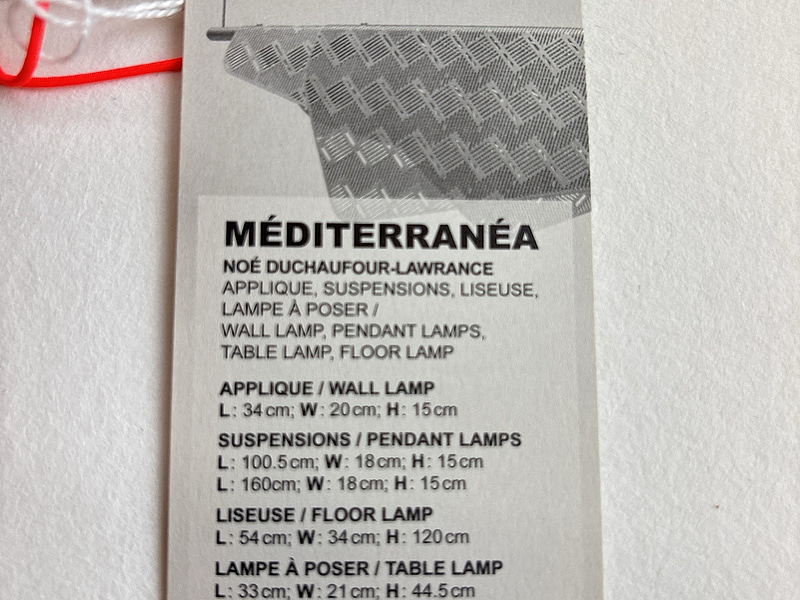 MÉDITERRANÉA
NOÉ DUCHAUFOUR-LAWRANCE
APPLIQUE, SUSPENSIONS, LISEUSE,
LAMPE À POSER /
WALL LAMP, PENDANT LAMPS,
TABLE LAMP, FLOOR LAMP
APPLIQUE / WALL LAMP
L: 34cm; W: 20cm; H: 15cm
SUSPENSIONS / PENDANT LAMPS
L: 100.5cm; W: 18cm; H: 15cm
L: 160cm; W: 18cm; H: 15cm
LISEUSE / FLOOR LAMP
L: 54cm; W: 34cm; H: 120cm
LAMPE À POSER / TABLE LAMP
L: 33cm; W: 21cm; H: 44.5cm